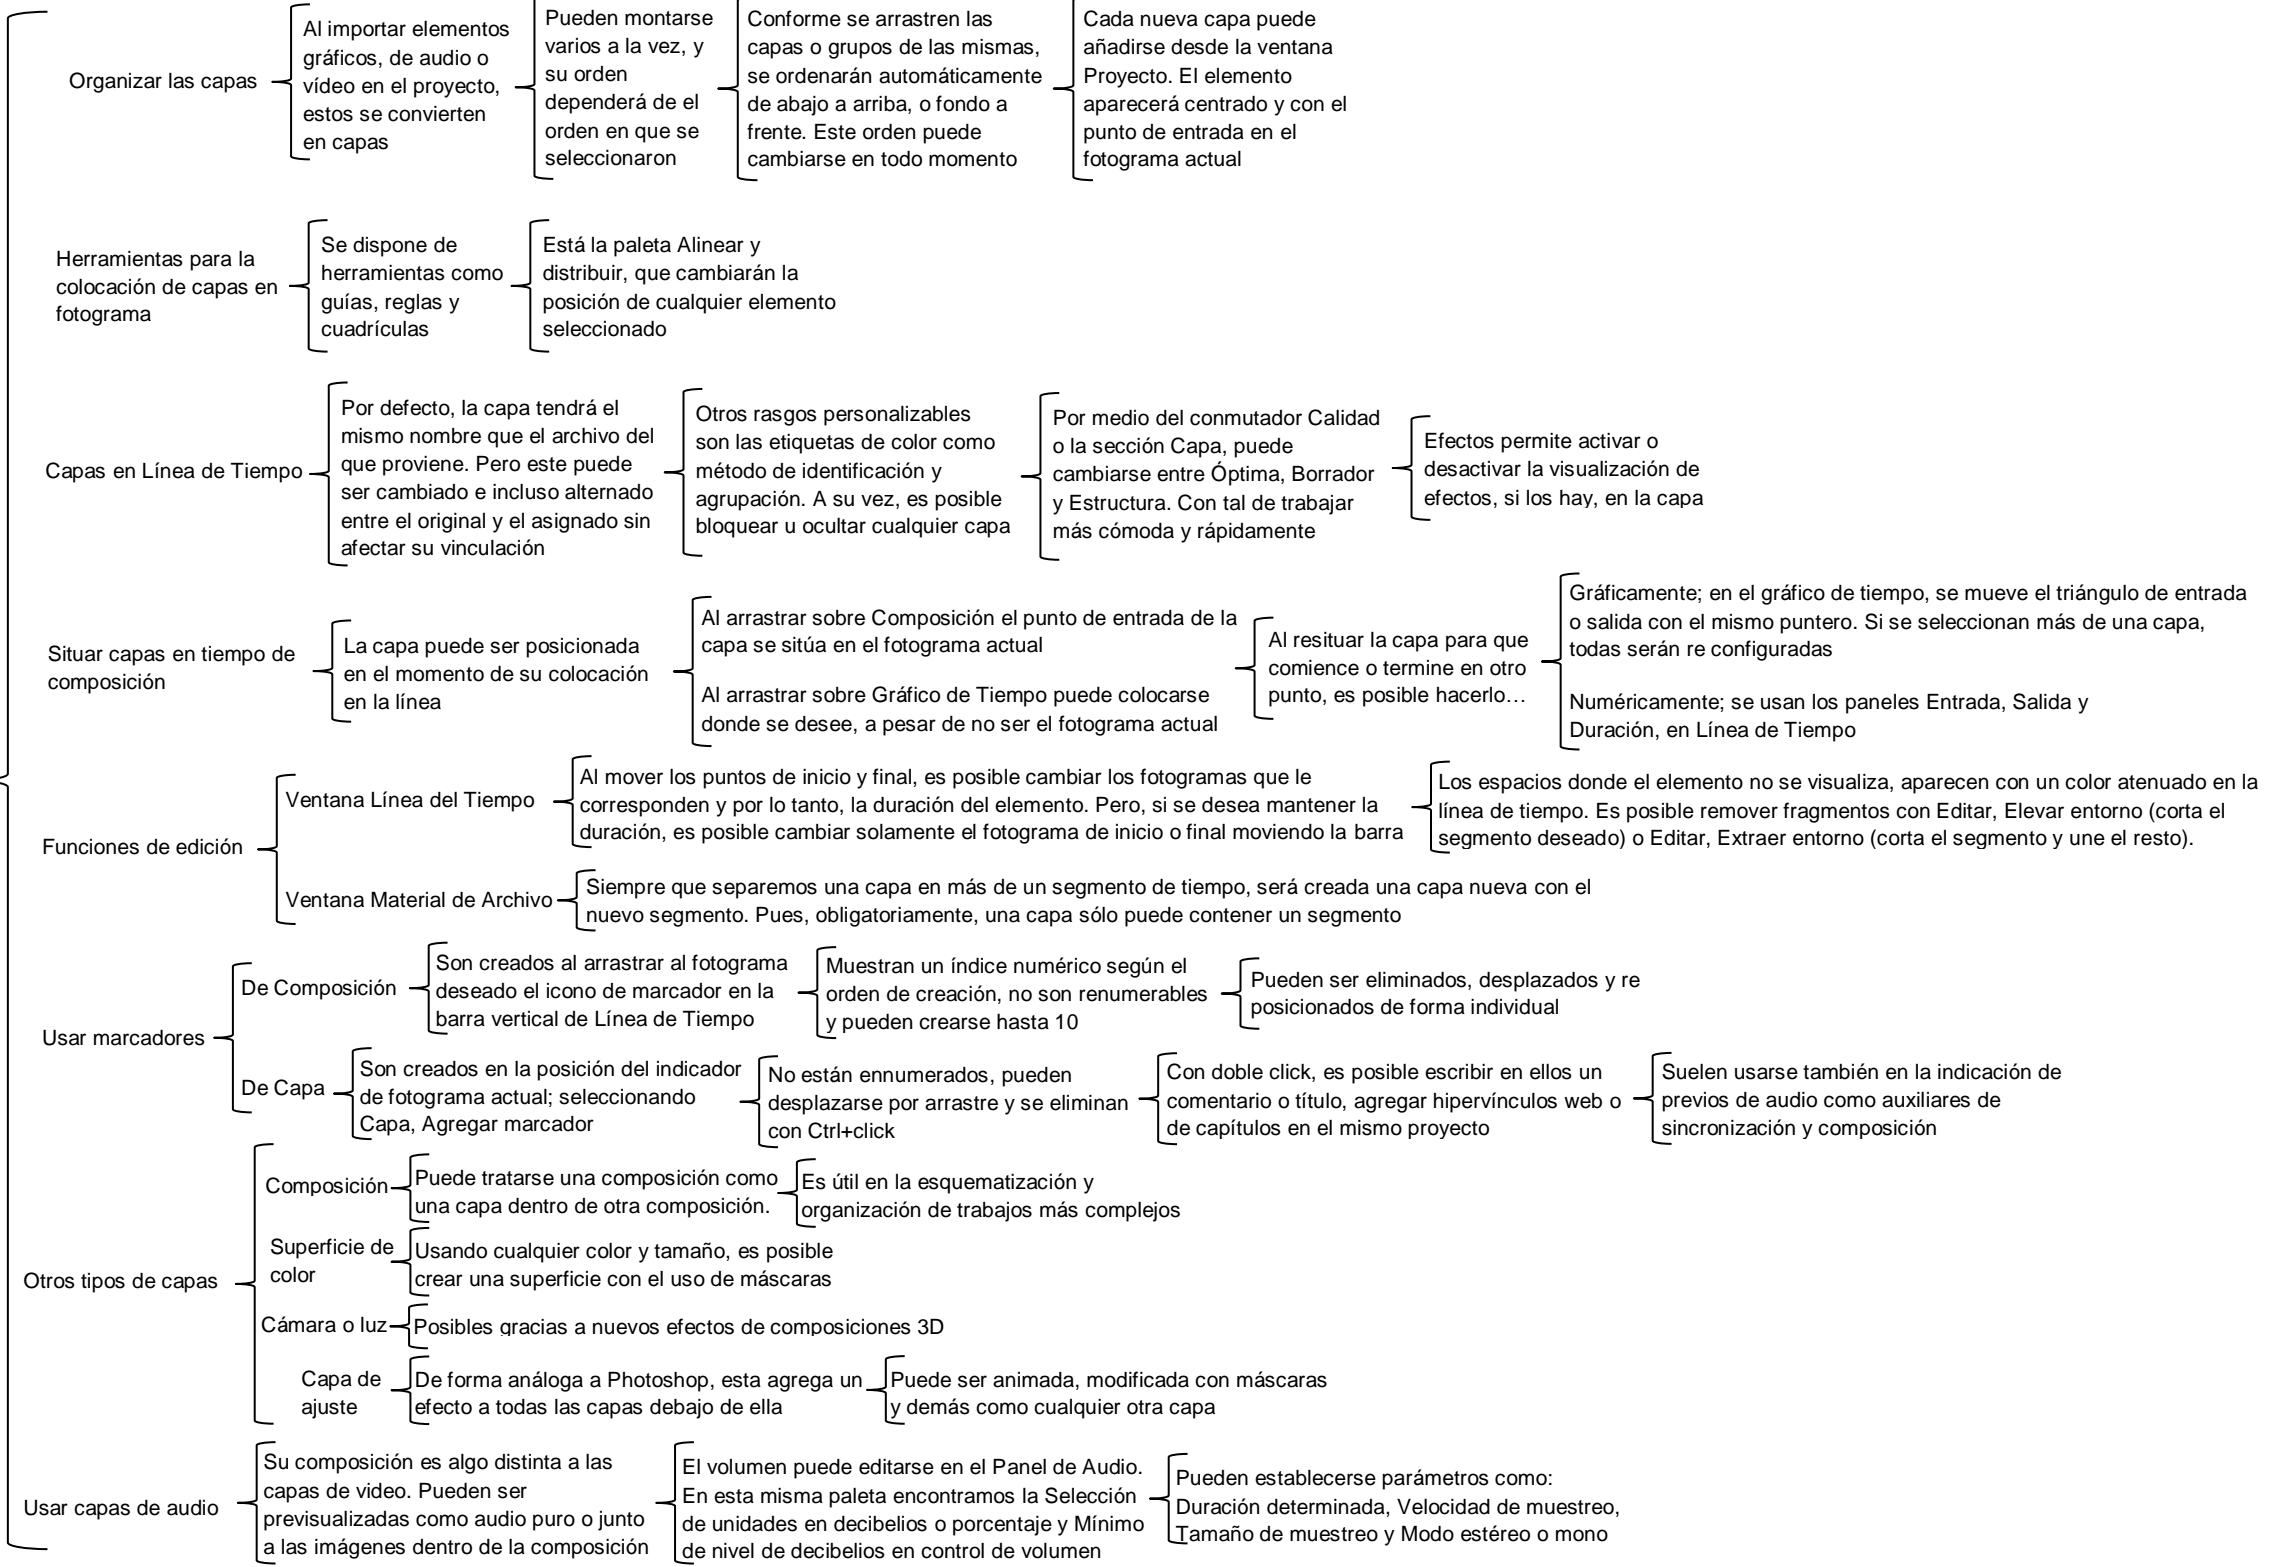 Organizar las capas
Al importar elementos
gráficos, de audio o
vídeo en el proyecto,
estos se convierten
en capas
Pueden montarse
varios a la vez, y
su orden
dependerá de el
orden en que se
seleccionaron
Conforme se arrastren las
capas o grupos de las mismas,
se ordenarán automáticamente
de abajo a arriba, o fondo a
frente. Este orden puede
cambiarse en todo momento
Cada nueva capa puede
añadirse desde la ventana
Proyecto. El elemento
aparecerá centrado y con el
punto de entrada en el
fotograma actual
Herramientas para la
colocación de capas en
fotograma
Se dispone de
herramientas como
guías, reglas y
cuadrículas
Está la paleta Alinear y
distribuir, que cambiarán la
posición de cualquier elemento
seleccionado
Capas en Línea de Tiempo
Por defecto, la capa tendrá el
mismo nombre que el archivo del
que proviene. Pero este puede
ser cambiado e incluso alternado
entre el original y el asignado sin
afectar su vinculación
Otros rasgos personalizables
son las etiquetas de color como
método de identificación y
agrupación. A su vez, es posible
bloquear u ocultar cualquier capa
Por medio del conmutador Calidad
o la sección Capa, puede
cambiarse entre Óptima, Borrador
y Estructura. Con tal de trabajar
más cómoda y rápidamente
Efectos permite activar o
desactivar la visualización de
efectos, si los hay, en la capa
Situar capas en tiempo de
composición
La capa puede ser posicionada
en el momento de su colocación
en la línea
Al arrastrar sobre Composición el punto de entrada de la
capa se sitúa en el fotograma actual
Al arrastrar sobre Gráfico de Tiempo puede colocarse
donde se desee, a pesar de no ser el fotograma actual
Al resituar la capa para que
comience o termine en otro
punto, es posible hacerlo…
Gráficamente; en el gráfico de tiempo, se mueve el triángulo de entrada
o salida con el mismo puntero. Si se seleccionan más de una capa,
todas serán re configuradas
Numéricamente; se usan los paneles Entrada, Salida y
Duración, en Línea de Tiempo
Funciones de edición
Ventana Línea del Tiempo
Al mover los puntos de inicio y final, es posible cambiar los fotogramas que le
corresponden y por lo tanto, la duración del elemento. Pero, si se desea mantener la
duración, es posible cambiar solamente el fotograma de inicio o final moviendo la barra
Los espacios donde el elemento no se visualiza, aparecen con un color atenuado en la
línea de tiempo. Es posible remover fragmentos con Editar, Elevar entorno (corta el
segmento deseado) o Editar, Extraer entorno (corta el segmento y une el resto).
Ventana Material de Archivo
Siempre que separemos una capa en más de un segmento de tiempo, será creada una capa nueva con el
nuevo segmento. Pues, obligatoriamente, una capa sólo puede contener un segmento
Usar marcadores
De Composición
Son creados al arrastrar al fotograma
deseado el icono de marcador en la
barra vertical de Línea de Tiempo
Muestran un índice numérico según el
orden de creación, no son renumerables
y pueden crearse hasta 10
Pueden ser eliminados, desplazados y re
posicionados de forma individual
De Capa
Son creados en la posición del indicador
de fotograma actual; seleccionando
Capa, Agregar marcador
No están ennumerados, pueden
desplazarse por arrastre y se eliminan
con Ctrl+click
Con doble click, es posible escribir en ellos un
comentario o título, agregar hipervínculos web o
de capítulos en el mismo proyecto
Suelen usarse también en la indicación de
previos de audio como auxiliares de
sincronización y composición
Otros tipos de capas
Composición
Puede tratarse una composición como
una capa dentro de otra composición.
Es útil en la esquematización y
organización de trabajos más complejos
Superficie de
color
Usando cualquier color y tamaño, es posible
crear una superficie con el uso de máscaras
Cámara o luz
Posibles gracias a nuevos efectos de composiciones 3D
Capa de
ajuste
De forma análoga a Photoshop, esta agrega un
efecto a todas las capas debajo de ella
Puede ser animada, modificada con máscaras
y demás como cualquier otra capa
Usar capas de audio
Su composición es algo distinta a las
capas de video. Pueden ser
previsualizadas como audio puro o junto
a las imágenes dentro de la composición
El volumen puede editarse en el Panel de Audio.
En esta misma paleta encontramos la Selección
de unidades en decibelios o porcentaje y Mínimo
de nivel de decibelios en control de volumen
Pueden establecerse parámetros como:
Duración determinada, Velocidad de muestreo,
Tamaño de muestreo y Modo estéreo o mono